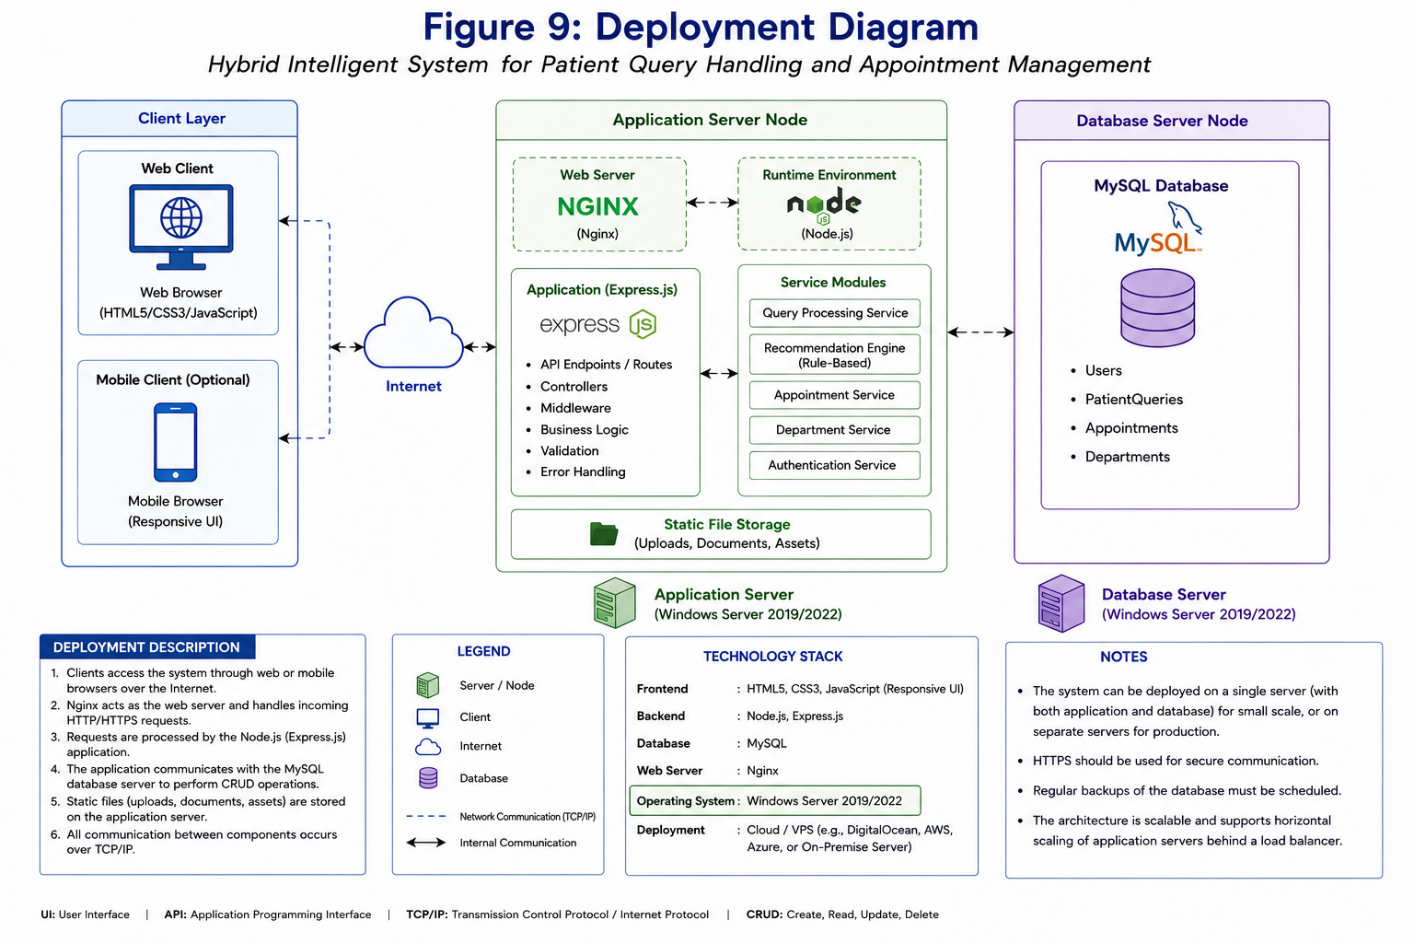 Figure 9: Deployment Diagram
Hybrid Intelligent System for Patient Query Handling and Appointment Management
Client Layer
Web Client
Web Browser
(HTML5/CSS3/JavaScript)
Mobile Client (Optional)
Mobile Browser
(Responsive UI)
Internet
Application Server Node
Web Server
NGINX
(Nginx)
Runtime Environment
node
JS
(Node.js)
Application (Express.js)
express JS
• API Endpoints / Routes
• Controllers
• Middleware
• Business Logic
• Validation
• Error Handling
Service Modules
Query Processing Service
Recommendation Engine
(Rule-Based)
Appointment Service
Department Service
Authentication Service
Static File Storage
(Uploads, Documents, Assets)
Application Server
(Windows Server 2019/2022)
Database Server Node
MySQL Database
MySQL
• Users
• PatientQueries
• Appointments
• Departments
Database Server
(Windows Server 2019/2022)
DEPLOYMENT DESCRIPTION
1. Clients access the system through web or mobile
browsers over the Internet.
2. Nginx acts as the web server and handles incoming
HTTP/HTTPS requests.
3. Requests are processed by the Node.js (Express.js)
application.
4. The application communicates with the MySQL
database server to perform CRUD operations.
5. Static files (uploads, documents, assets) are stored
on the application server.
6. All communication between components occurs
over TCP/IP.
LEGEND
Server / Node
Client
Internet
Database
Network Communication (TCP/IP)
Internal Communication
TECHNOLOGY STACK
Frontend : HTML5, CSS3, JavaScript (Responsive UI)
Backend : Node.js, Express.js
Database : MySQL
Web Server : Nginx
Operating System : Windows Server 2019/2022
Deployment : Cloud / VPS (e.g., DigitalOcean, AWS,
Azure, or On-Premise Server)
NOTES
• The system can be deployed on a single server (with
both application and database) for small scale, or on
separate servers for production.
• HTTPS should be used for secure communication.
• Regular backups of the database must be scheduled.
• The architecture is scalable and supports horizontal
scaling of application servers behind a load balancer.
UI: User Interface | API: Application Programming Interface | TCP/IP: Transmission Control Protocol / Internet Protocol | CRUD: Create, Read, Update, Delete